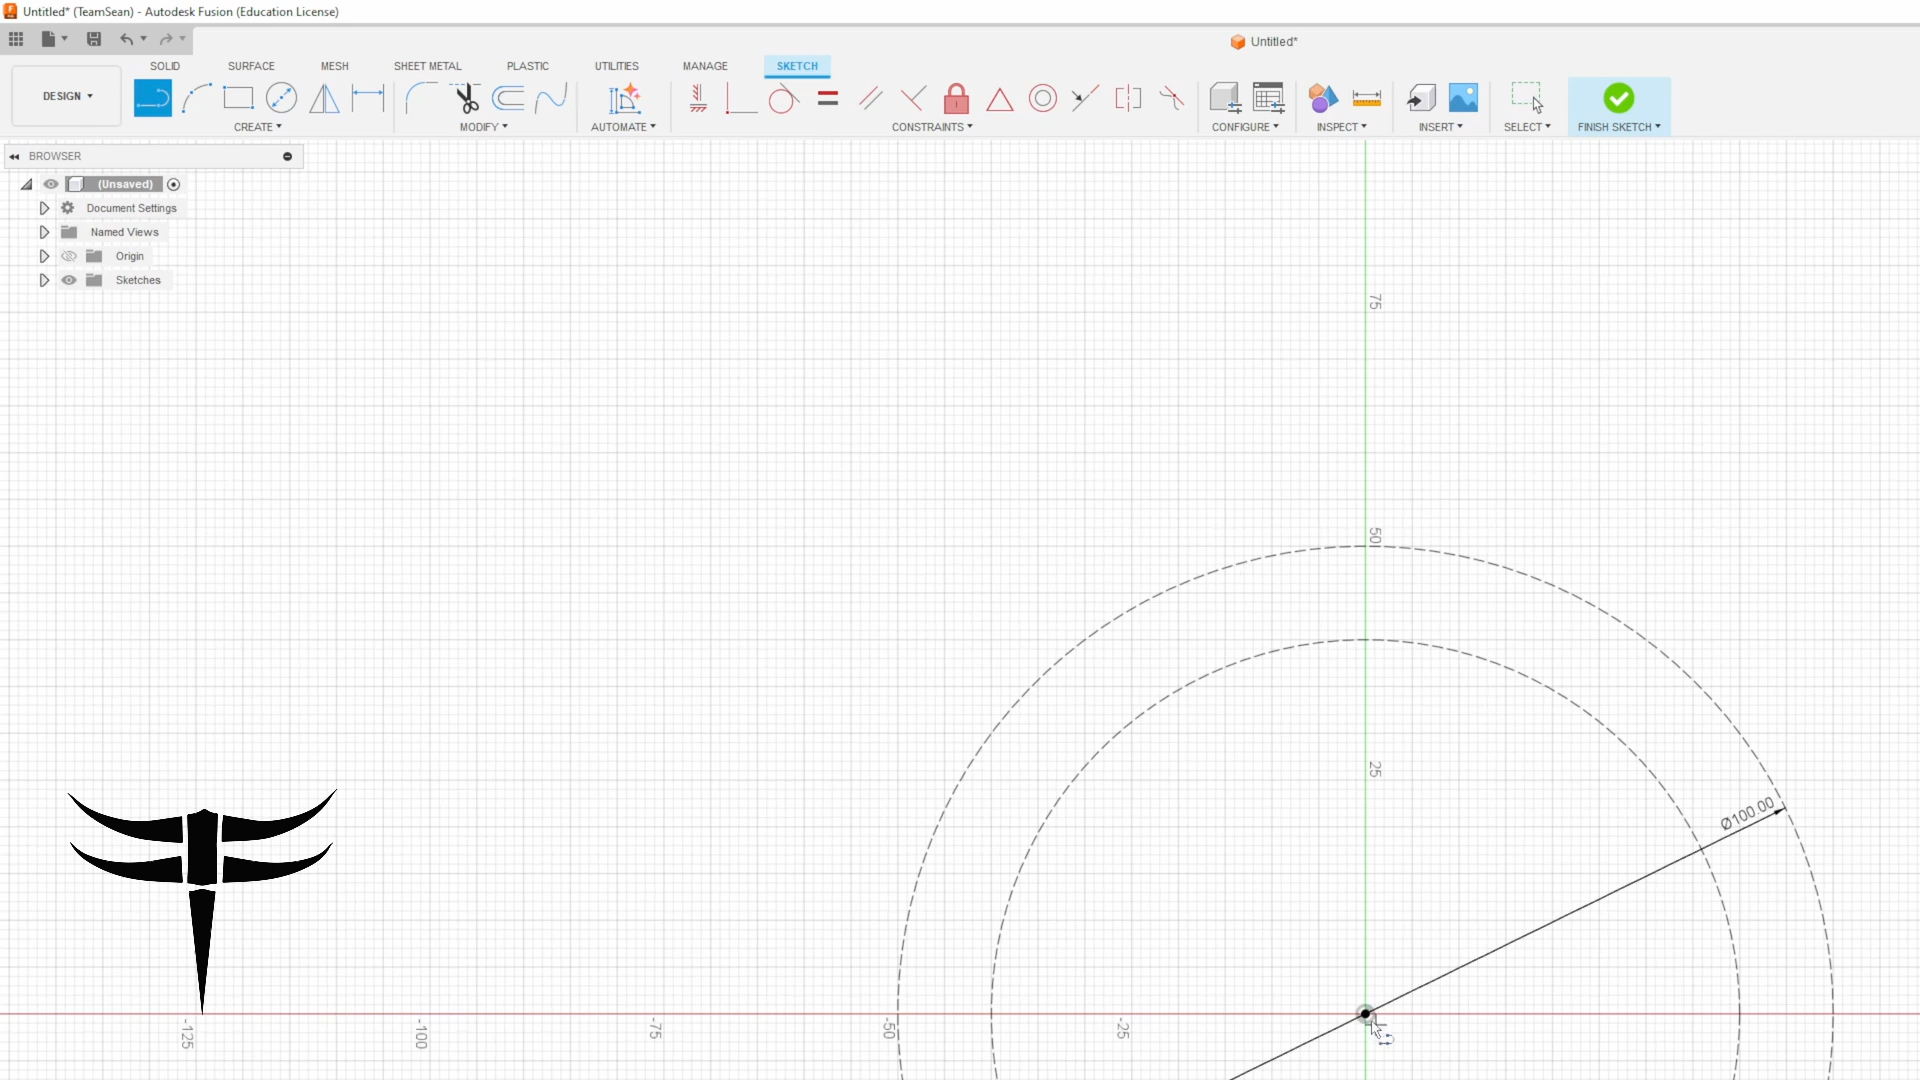 Untitled* (TeamSean) - Autodesk Fusion (Education License)
Untitled*
SOLID SURFACE MESH SHEET METAL PLASTIC UTILITIES MANAGE SKETCH
DESIGN
CREATE MODIFY AUTOMATE CONSTRAINTS CONFIGURE INSPECT INSERT SELECT FINISH SKETCH
BROWSER
(Unsaved)
Document Settings
Named Views
Origin
Sketches
75
50
25
Ø100.00
-125 -100 -75 -50 -25